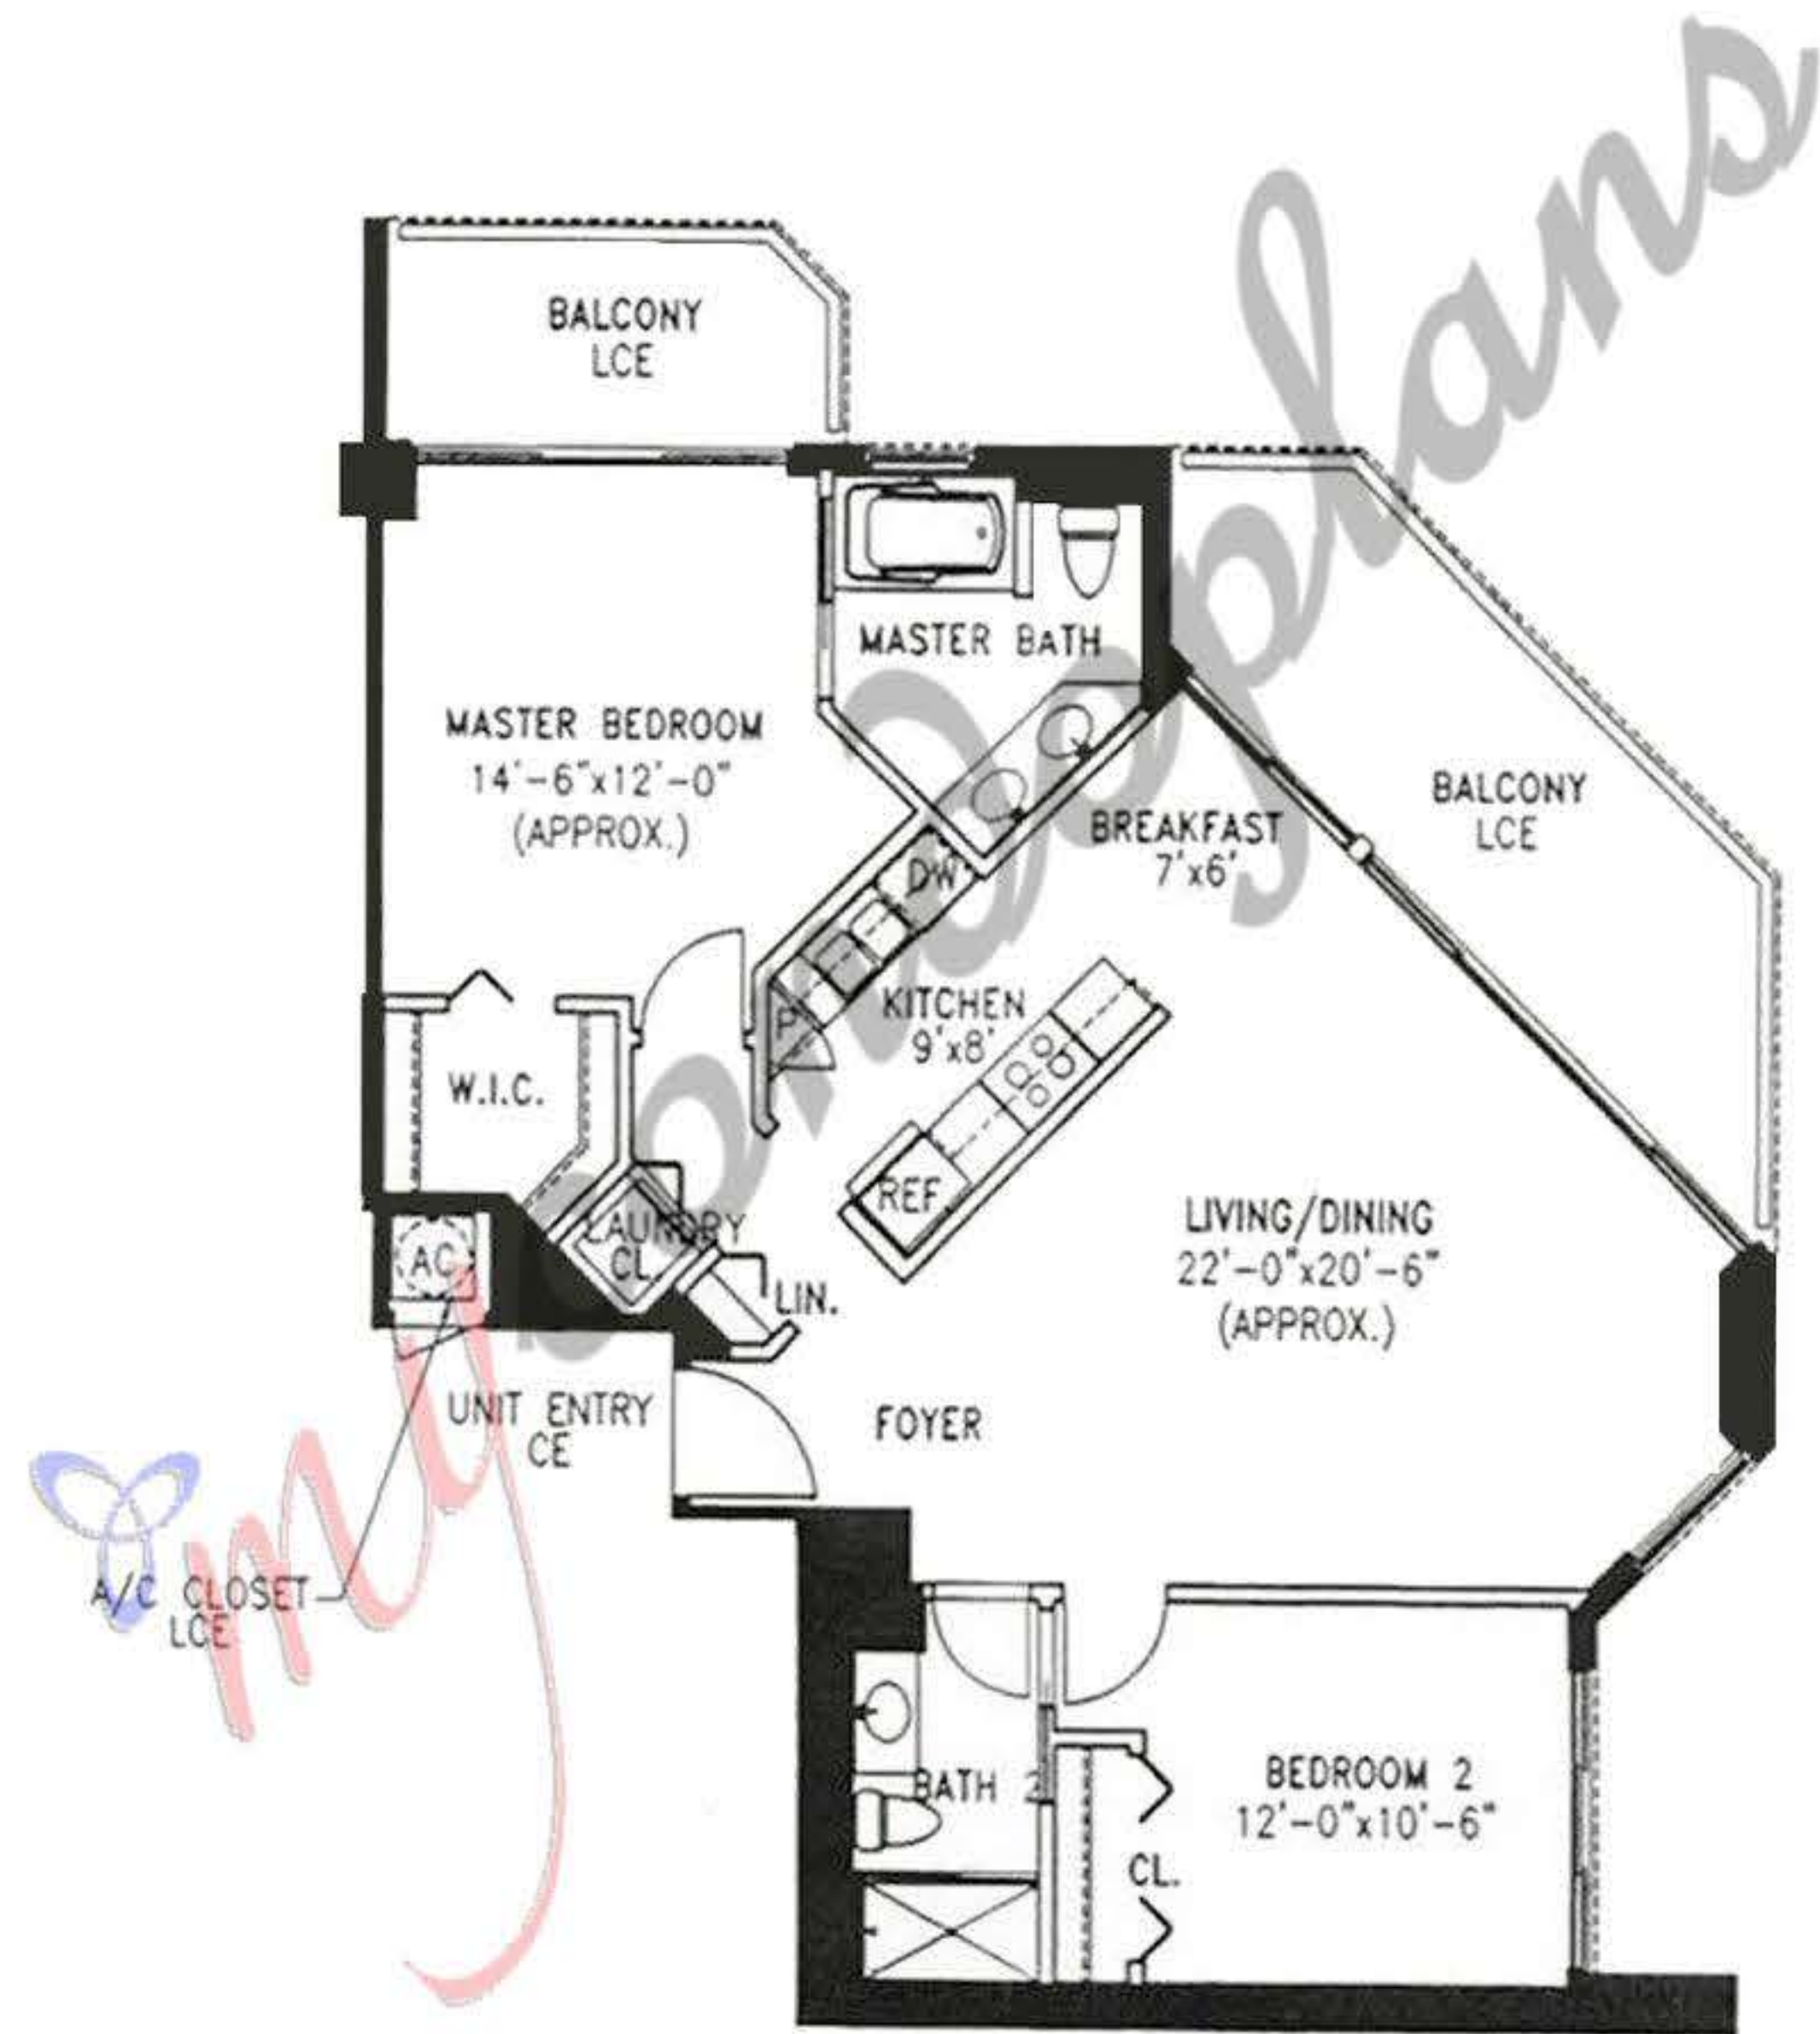 BALCONY
LCE
MASTER BATH
MASTER BEDROOM
14'-6"x12'-0"
(APPROX.)
BALCONY
LCE
BREAKFAST
7'x6'
DW
KITCHEN
9'x8'
P
W.I.C.
REF
LAUNDRY
CL
LIN.
AC
LIVING/DINING
22'-0"x20'-6"
(APPROX.)
UNIT ENTRY
CE
FOYER
A/C CLOSET
LCE
BATH 2
BEDROOM 2
12'-0"x10'-6"
CL.
myCondoplans